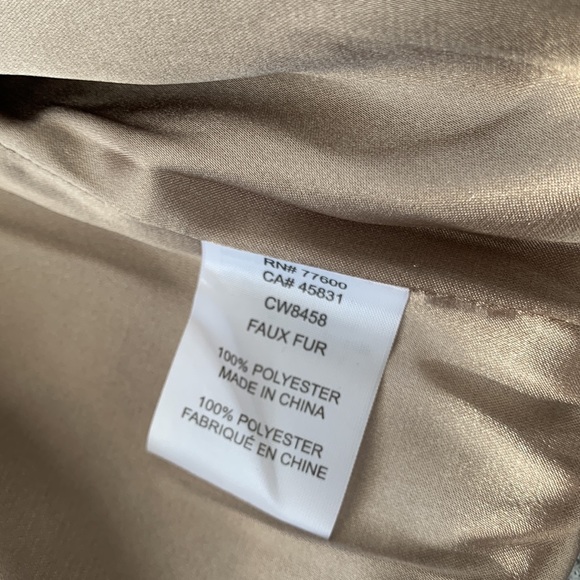 RN# 77600
CA# 45831
CW8458
FAUX FUR
100% POLYESTER
MADE IN CHINA
100% POLYESTER
FABRIQUÉ EN CHINE